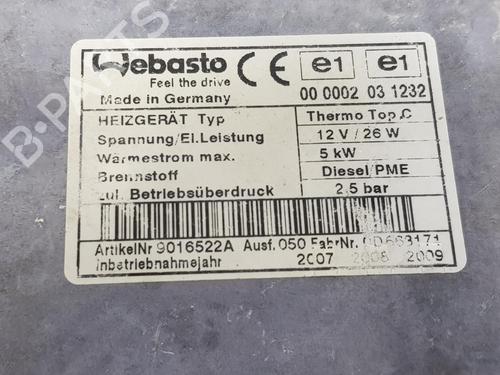 Webasto CE e1 e1
Feel the drive
00 0002 03 1232
Made in Germany
HEIZGERÄT Typ Thermo Top C
Spannung/El.Leistung 12 V / 26 W
Wärmestrom max. 5 kW
Brennstoff Diesel/PME
zul. Betriebsüberdruck 2,5 bar
ArtikelNr 9016522A Ausf. 050 FabrNr.
Inbetriebnahmejahr 2007 2008 2009
B-PARTS